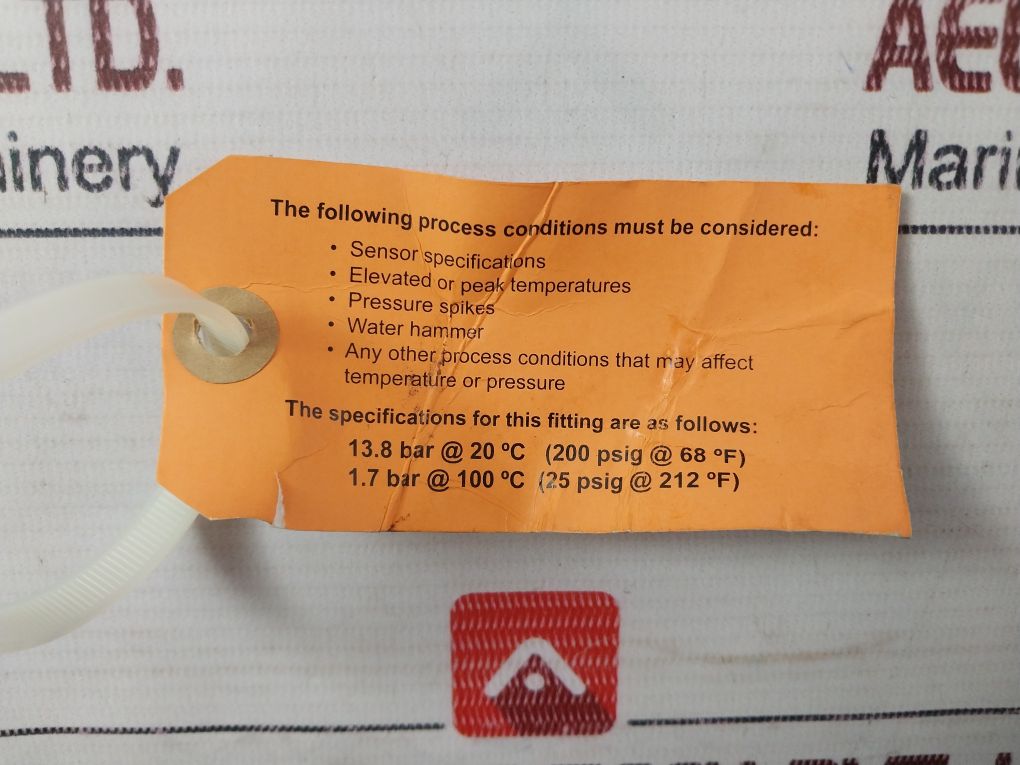 LTD.
AE
inery
Mari
The following process conditions must be considered:
• Sensor specifications
• Elevated or peak temperatures
• Pressure spikes
• Water hammer
• Any other process conditions that may affect
temperature or pressure
The specifications for this fitting are as follows:
13.8 bar @ 20 ºC (200 psig @ 68 ºF)
1.7 bar @ 100 ºC (25 psig @ 212 ºF)